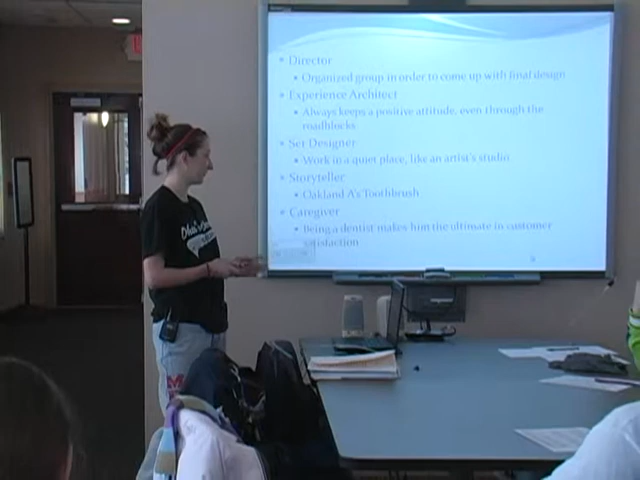 Director
Organized group in order to come up with final design
Experience Architect
Always keeps a positive attitude, even through the
roadblocks.
Set Designer
Work in a quiet place, like an artist's studio.
Storyteller
Oakland A's Toothbrush
Caregiver
Being a dentist makes him the ultimate in customer
satisfaction